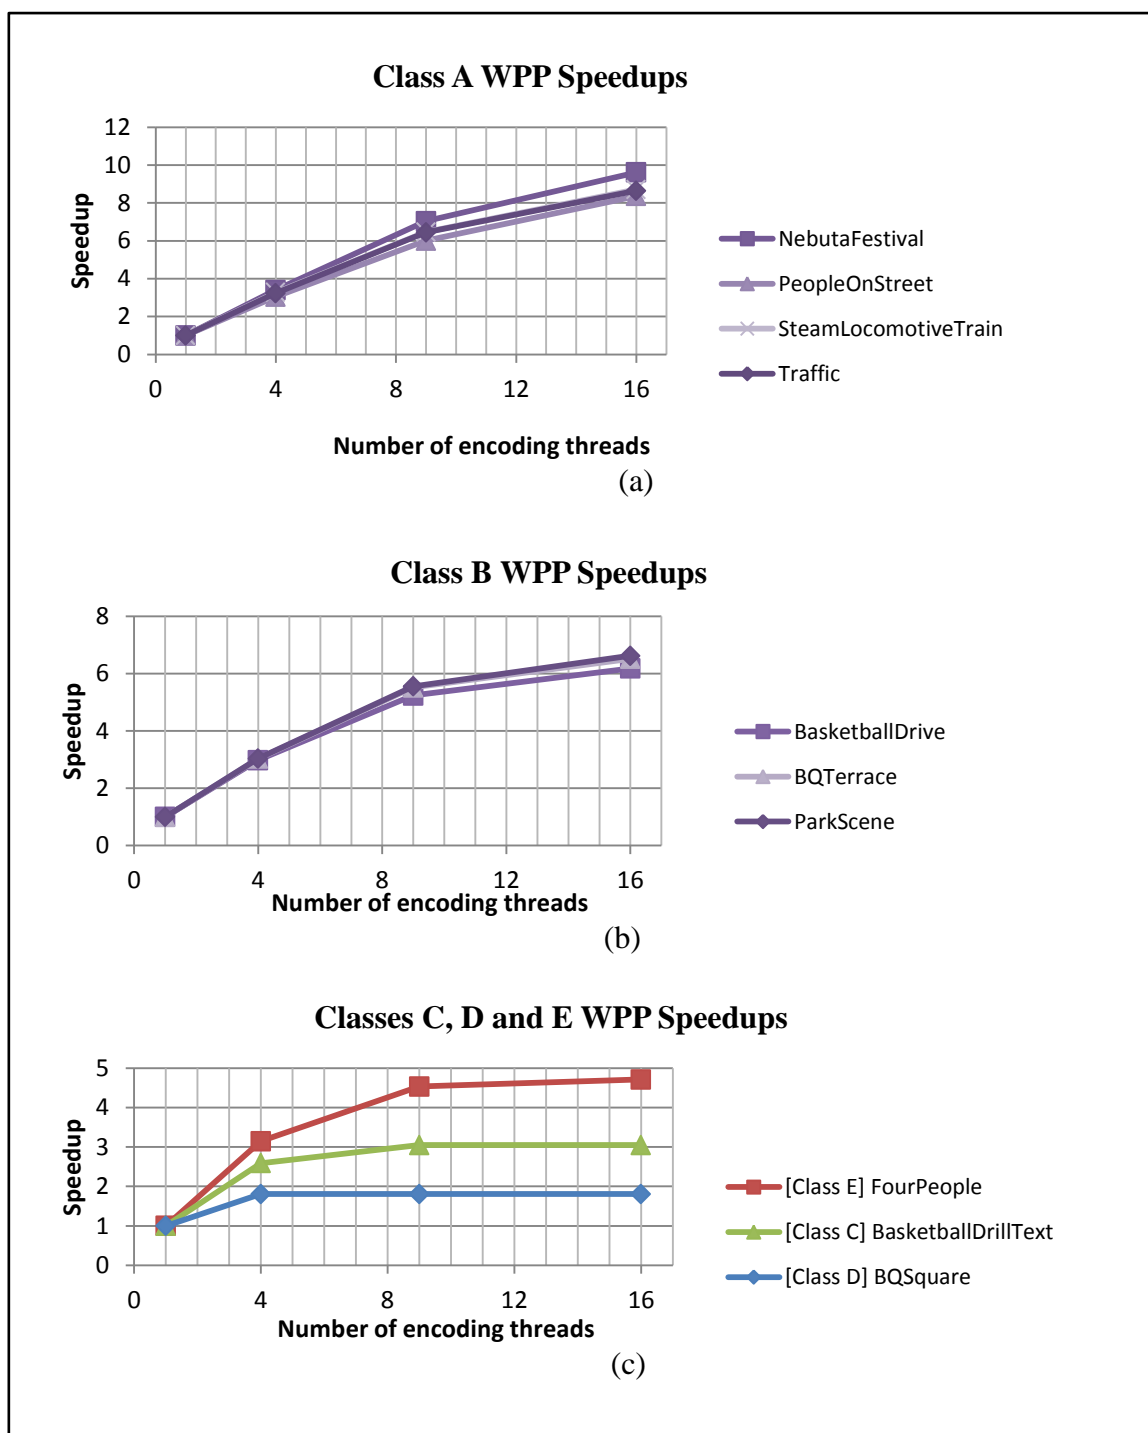 Class A WPP Speedups
12
10
8
6
4
2
0
Speedup
0 4 8 12 16
Number of encoding threads
NebutaFestival
PeopleOnStreet
SteamLocomotiveTrain
Traffic
(a)
Class B WPP Speedups
8
6
4
2
0
Speedup
0 4 8 12 16
Number of encoding threads
BasketballDrive
BQTerrace
ParkScene
(b)
Classes C, D and E WPP Speedups
5
4
3
2
1
0
Speedup
0 4 8 12 16
Number of encoding threads
[Class E] FourPeople
[Class C] BasketballDrillText
[Class D] BQSquare
(c)